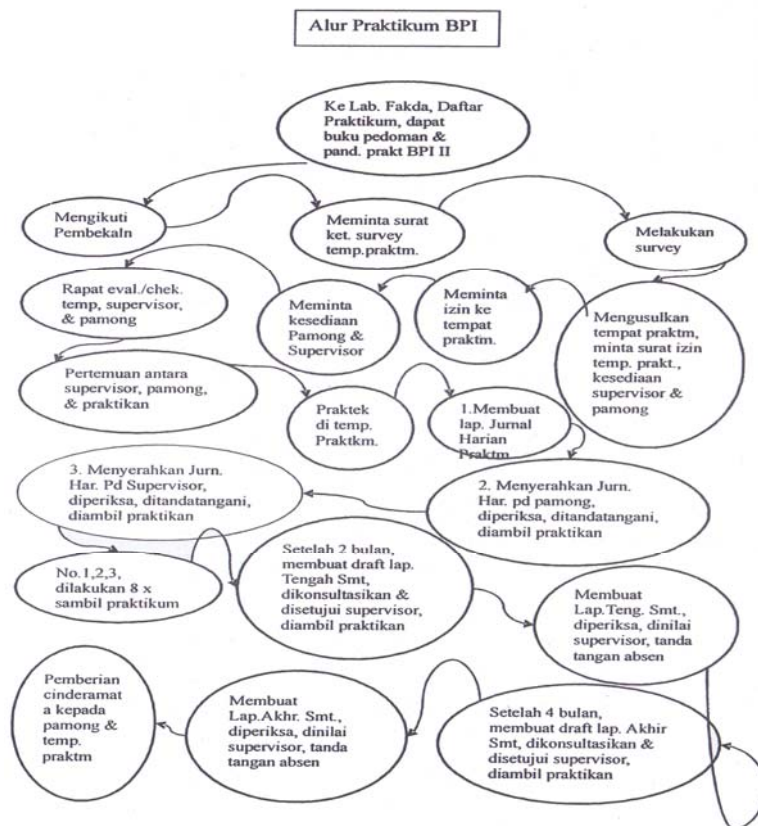 Alur Praktikum BPI
Ke Lab. Fakda, Daftar
Praktikum, dapat
buku pedoman &
pand. prakt BPI II
Mengikuti
Pembekaln
Meminta surat
ket. survey
temp.praktm.
Melakukan
survey
Mengusulkan
tempat praktm,
minta surat izin
temp. prakt.,
kesediaan
supervisor &
pamong
Meminta
izin ke
tempat
praktm.
Meminta
kesediaan
Pamong &
Supervisor
Rapat eval./chek.
temp, supervisor,
& pamong
Pertemuan antara
supervisor, pamong,
& praktikan
Praktek
di temp.
Praktkm.
1.Membuat
lap. Jurnal
Harian
Praktm
2. Menyerahkan Jurn.
Har. pd pamong,
diperiksa, ditandatangani,
diambil praktikan
3. Menyerahkan Jurn.
Har. Pd Supervisor,
diperiksa, ditandatangani,
diambil praktikan
No.1,2,3,
dilakukan 8 x
sambil praktikum
Setelah 2 bulan,
membuat draft lap.
Tengah Smt,
dikonsultasikan &
disetujui supervisor,
diambil praktikan
Membuat
Lap.Teng. Smt.,
diperiksa, dinilai
supervisor, tanda
tangan absen
Setelah 4 bulan,
membuat draft lap. Akhir
Smt, dikonsultasikan &
disetujui supervisor,
diambil praktikan
Membuat
Lap.Akhr. Smt.,
diperiksa, dinilai
supervisor, tanda
tangan absen
Pemberian
cinderamat
a kepada
pamong &
temp.
praktm